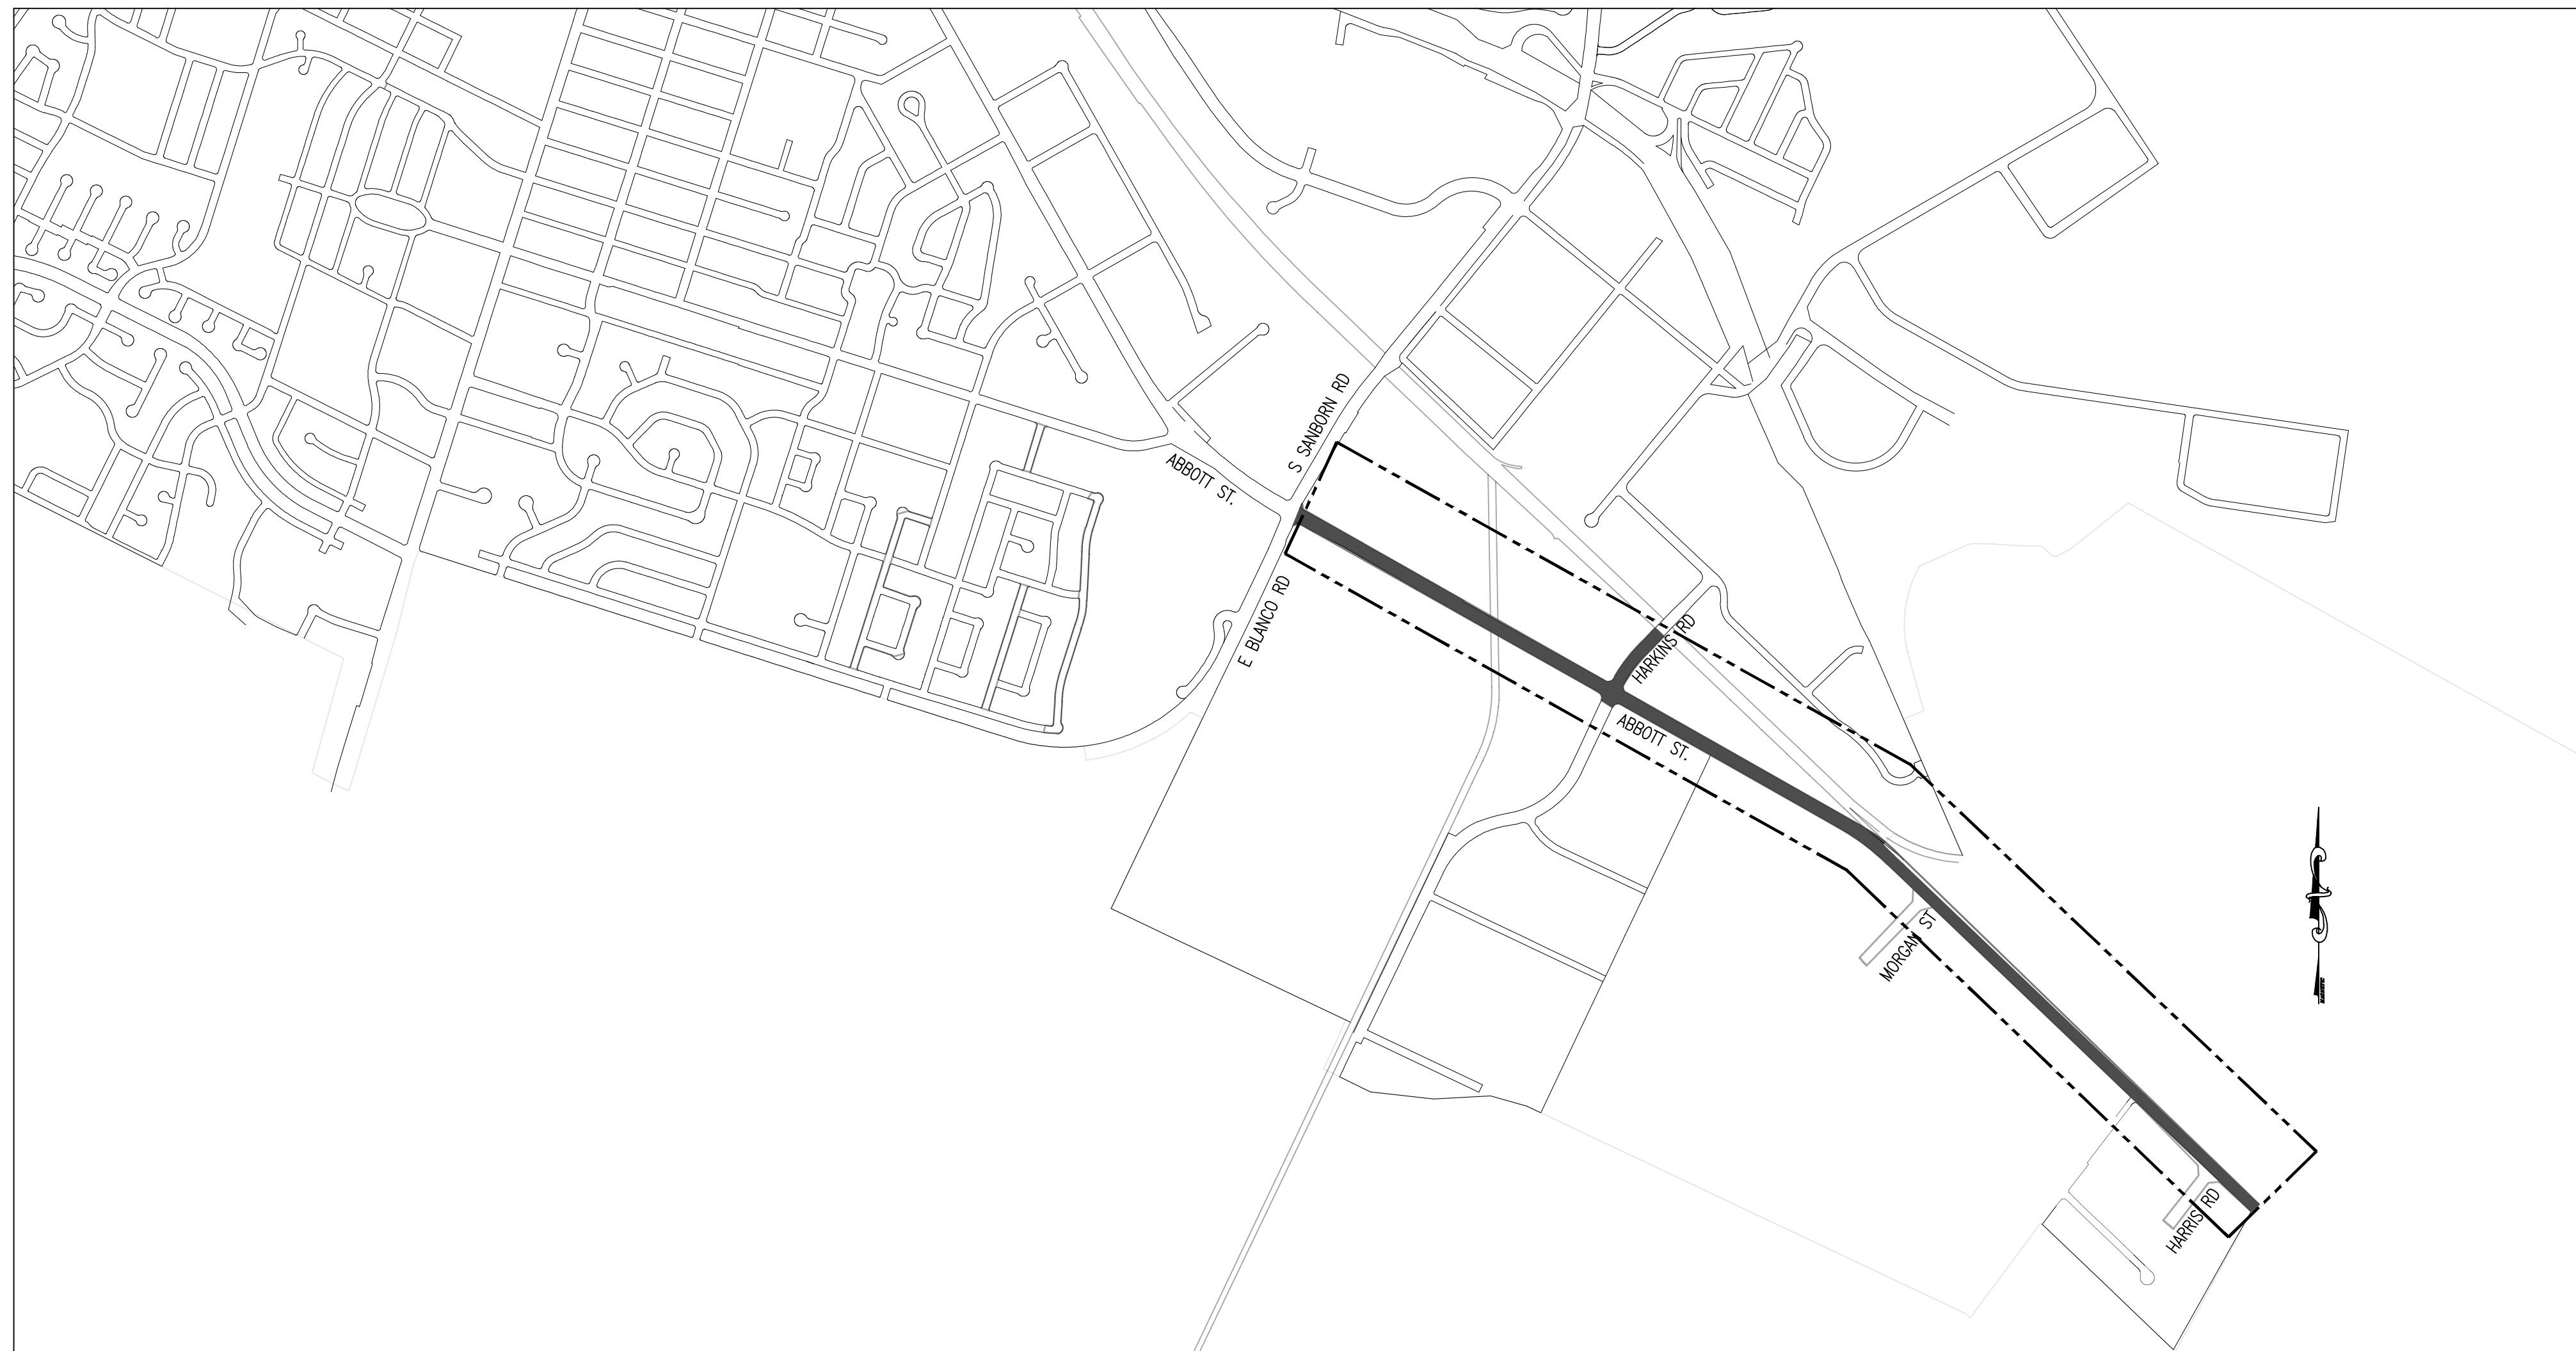 S SANBORN RD
ABBOTT ST.
E BLANCO RD
HARKINS RD
ABBOTT ST.
MORGAN ST
HARRIS RD